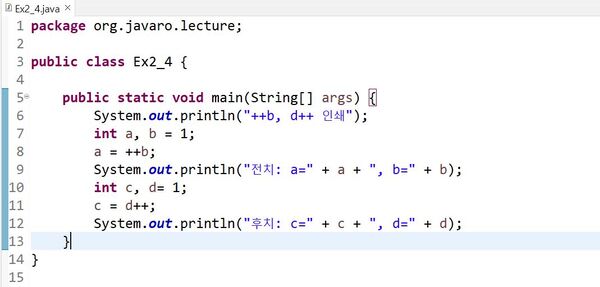 Ex2_4.java
1 package org.javaro.lecture;
2
3 public class Ex2_4 {
4
5 public static void main(String[] args) {
6 System.out.println("++b, d++ 인쇄");
7 int a, b = 1;
8 a = ++b;
9 System.out.println("전치: a=" + a + ", b=" + b);
10 int c, d= 1;
11 c = d++;
12 System.out.println("후치: c=" + c + ", d=" + d);
13 }
14 }
15